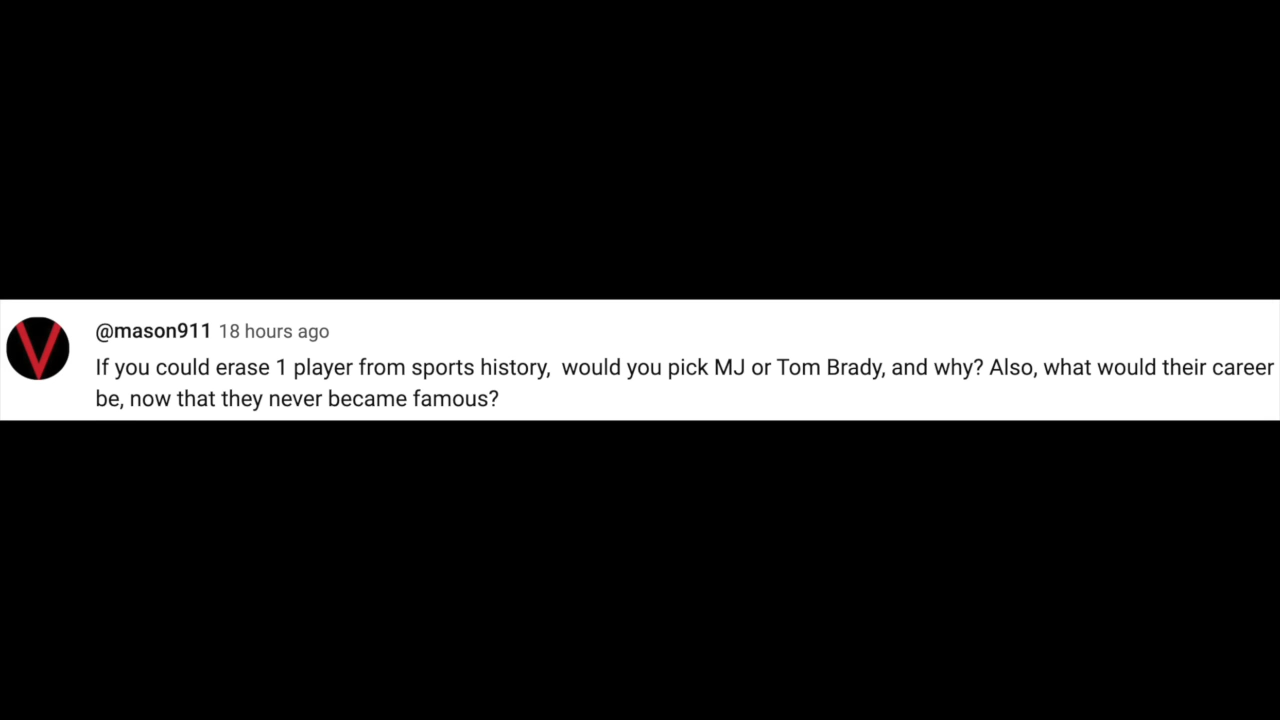 @mason911 18 hours ago
If you could erase 1 player from sports history,  would you pick MJ or Tom Brady, and why? Also, what would their career
be, now that they never became famous?